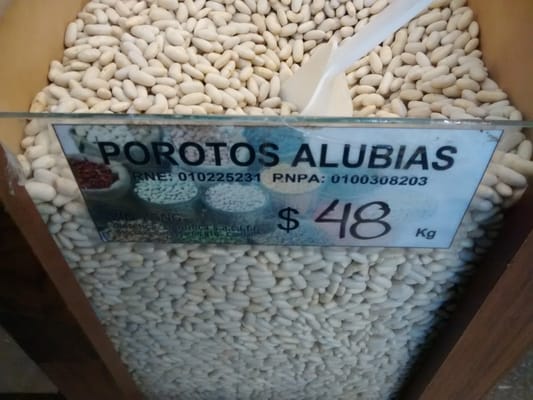 POROTOS ALUBIAS
RNE: 010225231 PNPA: 0100308203
$ 48 Kg